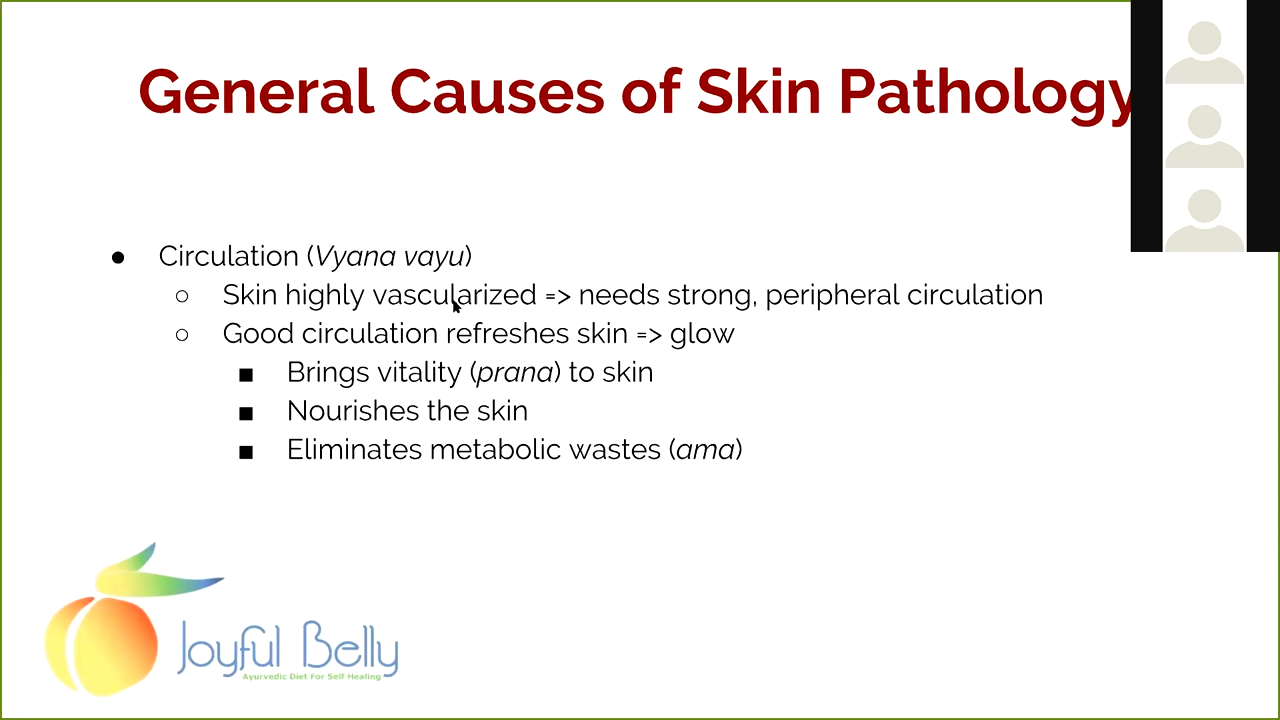 General Causes of Skin Pathology
● Circulation (Vyana vayu)
○ Skin highly vascularized => needs strong, peripheral circulation
○ Good circulation refreshes skin => glow
■ Brings vitality (prana) to skin
■ Nourishes the skin
■ Eliminates metabolic wastes (ama)
Joyful Belly
Ayurvedic Diet For Self Healing